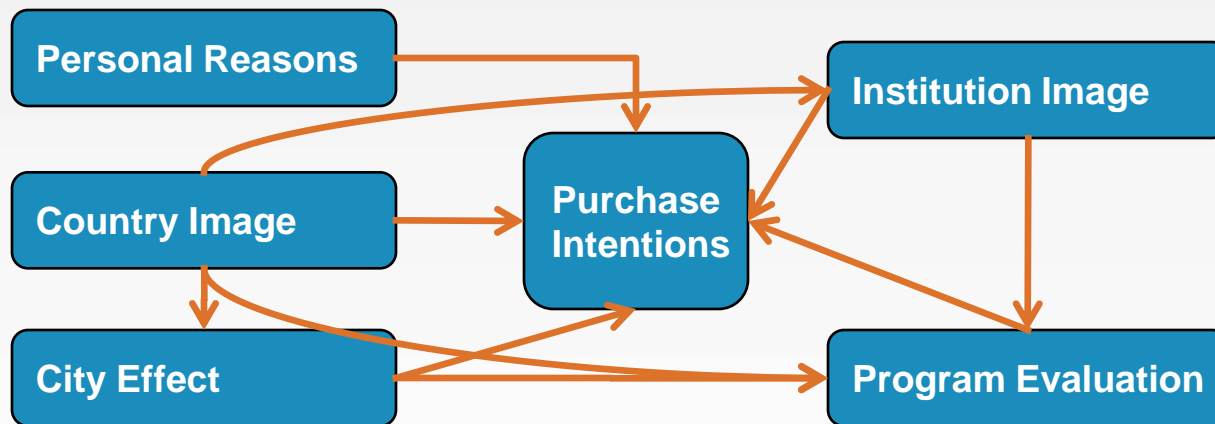 Personal Reasons
Institution Image
Country Image
Purchase
Intentions
City Effect
Program Evaluation